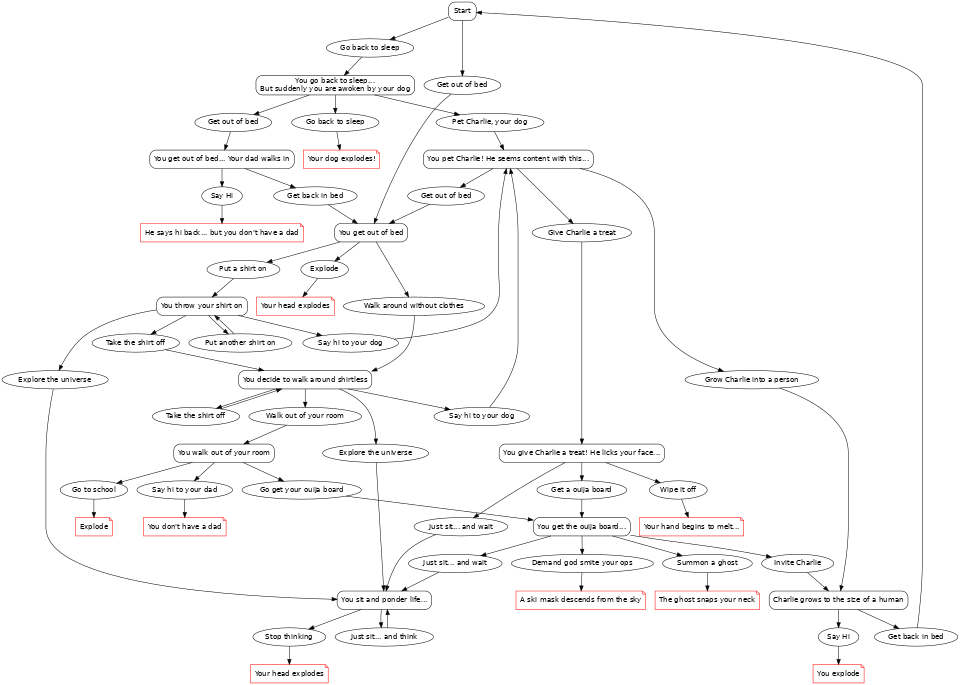 Start
Go back to sleep
You go back to sleep...
But suddenly you are awoken by your dog
Get out of bed
Get out of bed
Go back to sleep
Pet Charlie, your dog
You get out of bed... Your dad walks in
Your dog explodes!
You pet Charlie! He seems content with this...
Say Hi
Get back in bed
Get out of bed
He says hi back... but you don't have a dad
You get out of bed
Give Charlie a treat
Put a shirt on
Explode
You throw your shirt on
Your head explodes
Walk around without clothes
Take the shirt off
Put another shirt on
Say hi to your dog
Explore the universe
You decide to walk around shirtless
Grow Charlie into a person
Take the shirt off
Walk out of your room
Say hi to your dog
You walk out of your room
Explore the universe
You give Charlie a treat! He licks your face...
Go to school
Say hi to your dad
Go get your ouija board
Get a ouija board
Wipe it off
Explode
You don't have a dad
Just sit... and wait
You get the ouija board...
Your hand begins to melt...
Just sit... and wait
Demand god smite your ops
Summon a ghost
Invite Charlie
You sit and ponder life...
A ski mask descends from the sky
The ghost snaps your neck
Charlie grows to the size of a human
Stop thinking
Just sit... and think
Say Hi
Get back in bed
Your head explodes
You explode